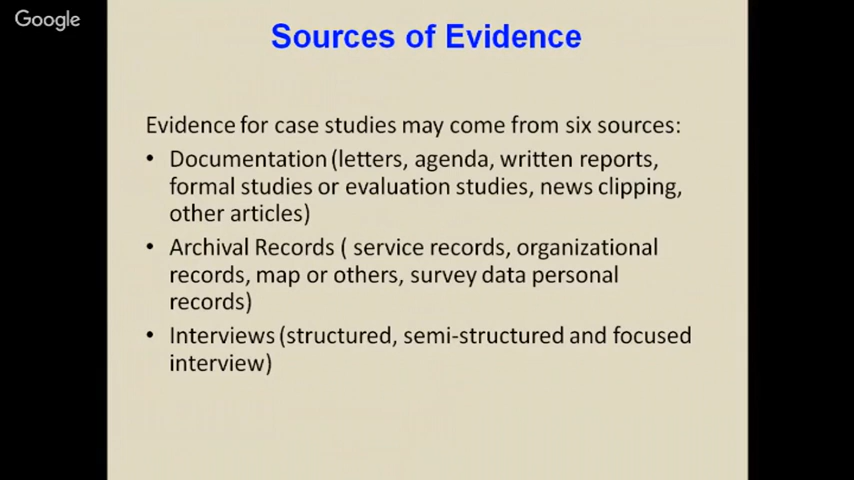 Google
Sources of Evidence
Evidence for case studies may come from six sources:
• Documentation (letters, agenda, written reports,
formal studies or evaluation studies, news clipping,
other articles)
• Archival Records ( service records, organizational
records, map or others, survey data personal
records)
• Interviews (structured, semi-structured and focused
interview)